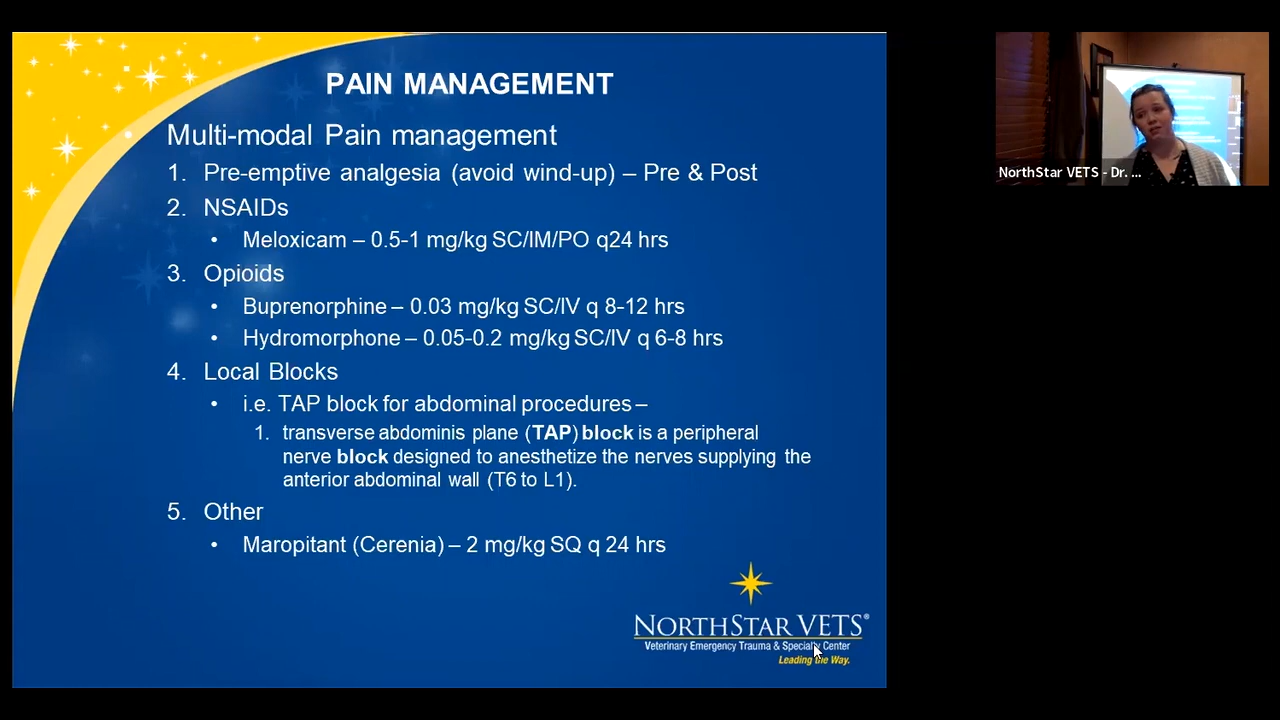 PAIN MANAGEMENT
Multi-modal Pain management
1. Pre-emptive analgesia (avoid wind-up) – Pre & Post
2. NSAIDs
• Meloxicam – 0.5-1 mg/kg SC/IM/PO q24 hrs
3. Opioids
• Buprenorphine – 0.03 mg/kg SC/IV q 8-12 hrs
• Hydromorphone – 0.05-0.2 mg/kg SC/IV q 6-8 hrs
4. Local Blocks
• i.e. TAP block for abdominal procedures –
1. transverse abdominis plane (TAP) block is a peripheral
nerve block designed to anesthetize the nerves supplying the
anterior abdominal wall (T6 to L1).
5. Other
• Maropitant (Cerenia) – 2 mg/kg SQ q 24 hrs
NORTHSTAR VETS®
Veterinary Emergency Trauma & Specialty Center
Leading the Way.
NorthStar VETS - Dr. ...